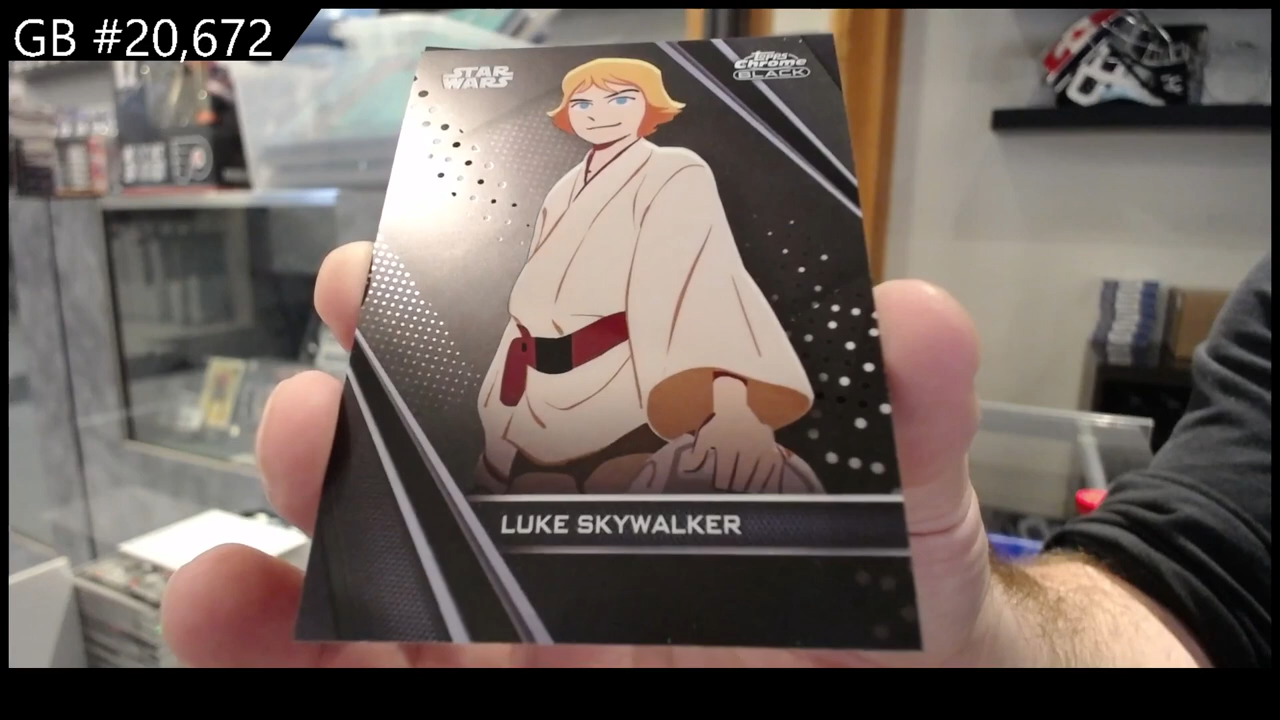 GB #20,672
STAR
WARS
Topps
Chrome
BLACK
LUKE SKYWALKER